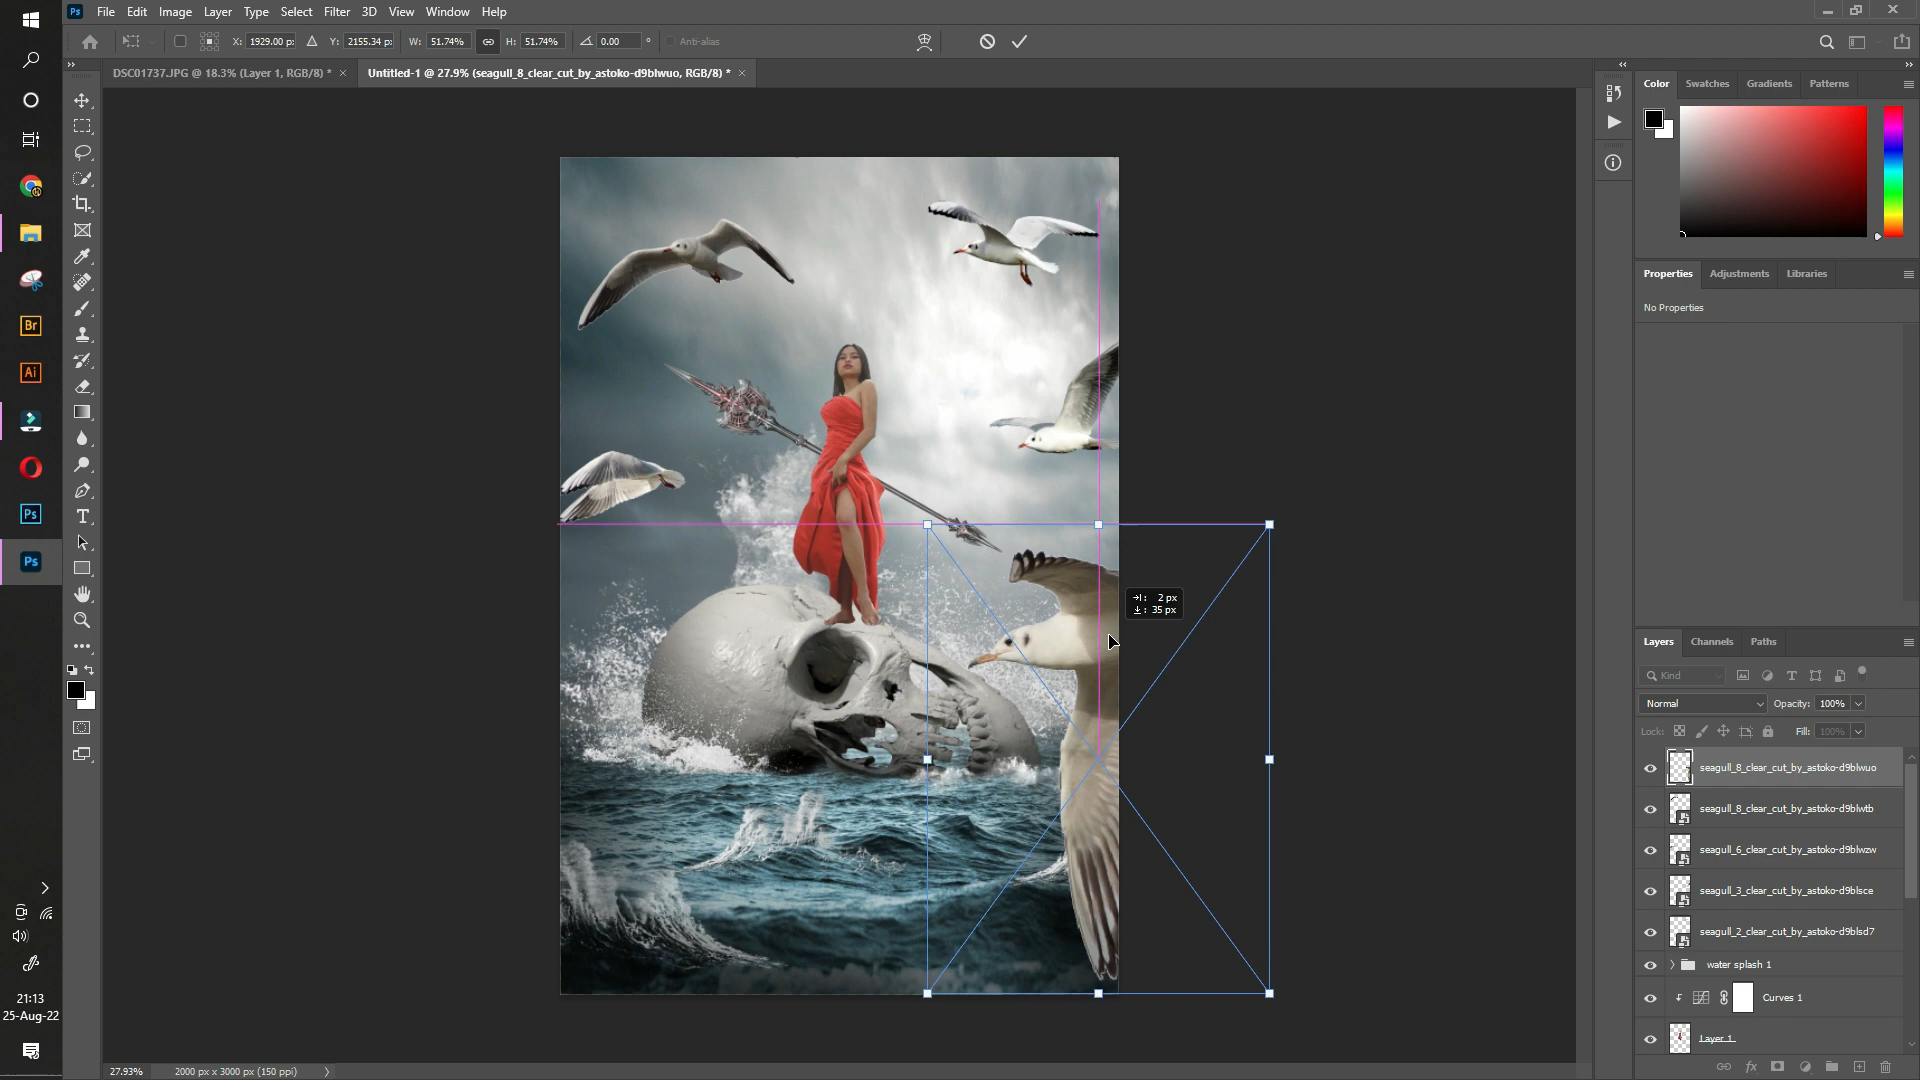 Ps File Edit Image Layer Type Select Filter 3D View Window Help
X: 1929.00 p: Y: 2155.34 p: W: 51.74% H: 51.74% 0.00 ° Anti-alias
DSC01737.JPG @ 18.3% (Layer 1, RGB/8) * ×
Untitled-1 @ 27.9% (seagull_8_clear_cut_by_astoko-d9blwuo, RGB/8) * ×
Color Swatches Gradients Patterns
Properties Adjustments Libraries
No Properties
Br
Ai
Ps
Ps
2 px
35 px
Layers Channels Paths
Kind
Normal Opacity: 100%
Lock: Fill: 100%
seagull_8_clear_cut_by_astoko-d9blwuo
seagull_8_clear_cut_by_astoko-d9blwtb
seagull_6_clear_cut_by_astoko-d9blwzw
seagull_3_clear_cut_by_astoko-d9blsce
seagull_2_clear_cut_by_astoko-d9blsd7
water splash 1
Curves 1
Layer 1
fx
21:13
25-Aug-22
27.93% 2000 px x 3000 px (150 ppi)